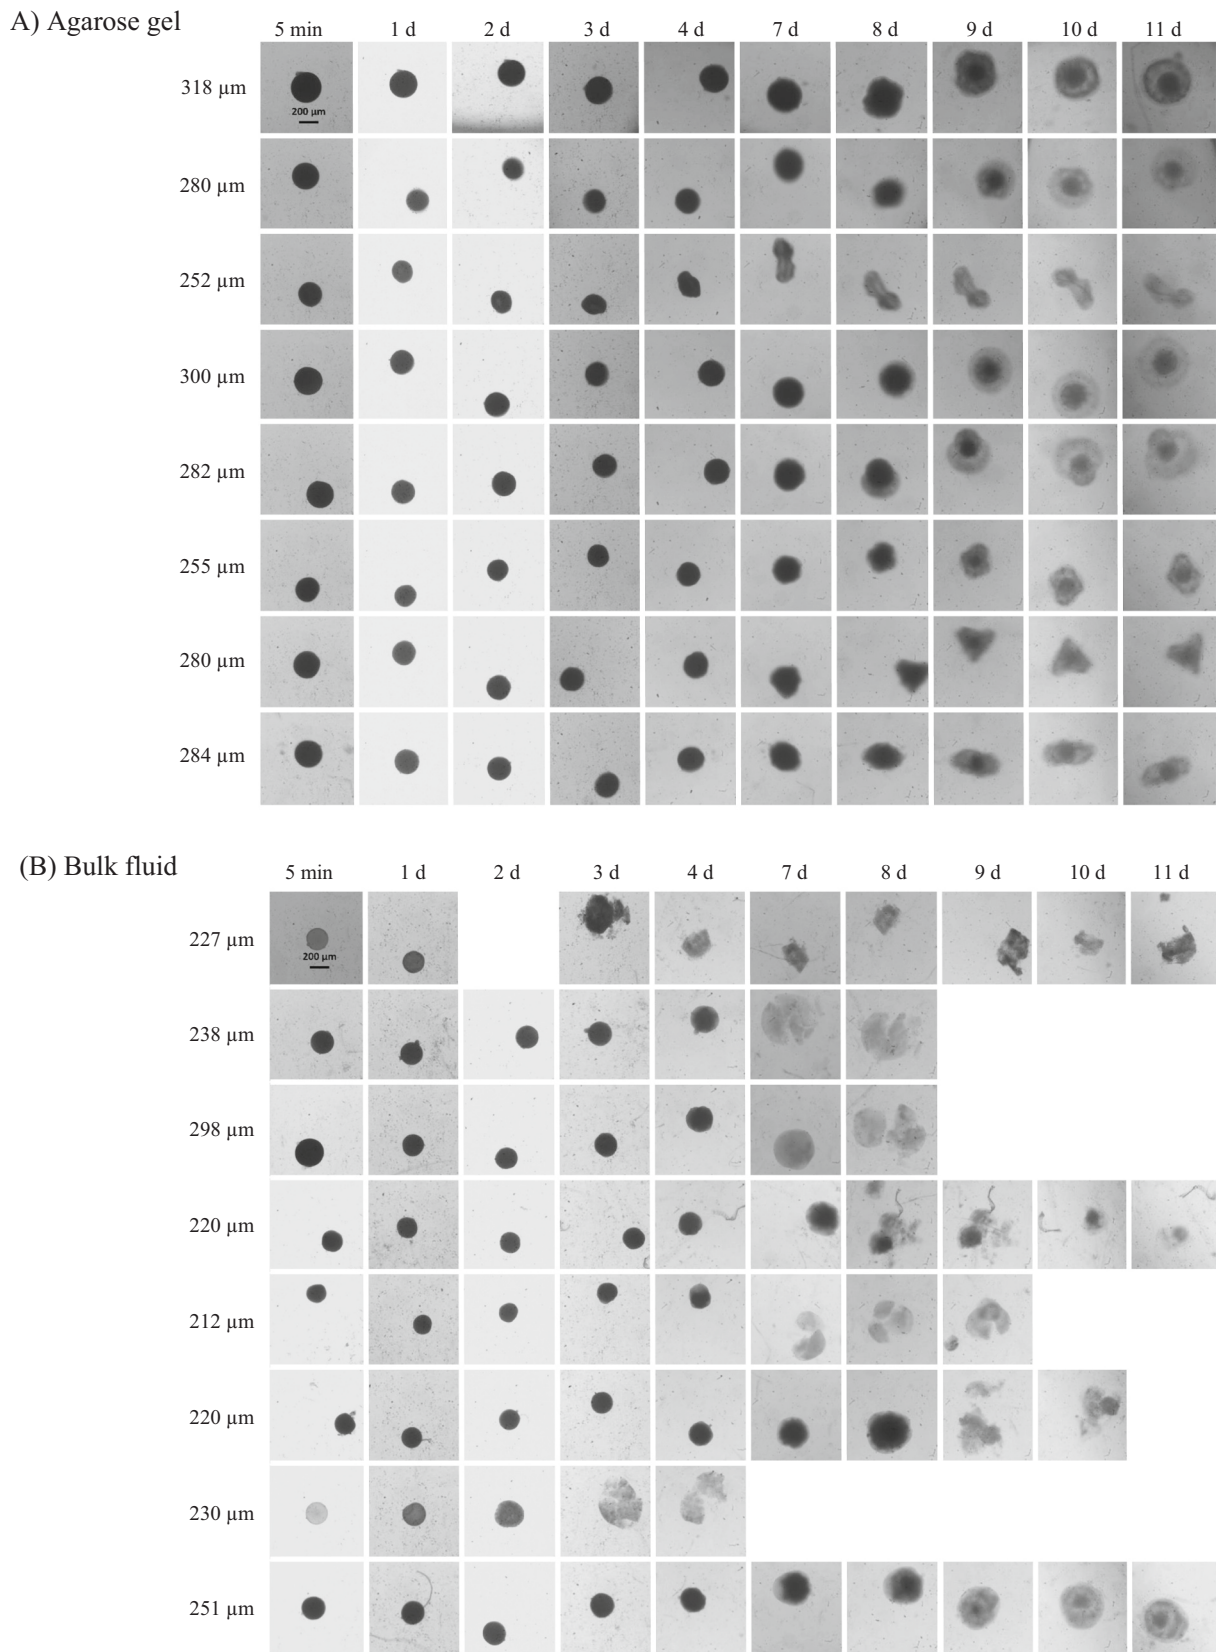 A) Agarose gel
5 min 1 d 2 d 3 d 4 d 7 d 8 d 9 d 10 d 11 d
318 µm
200 µm
280 µm
252 µm
300 µm
282 µm
255 µm
280 µm
284 µm
(B) Bulk fluid
5 min 1 d 2 d 3 d 4 d 7 d 8 d 9 d 10 d 11 d
227 µm
200 µm
238 µm
298 µm
220 µm
212 µm
220 µm
230 µm
251 µm